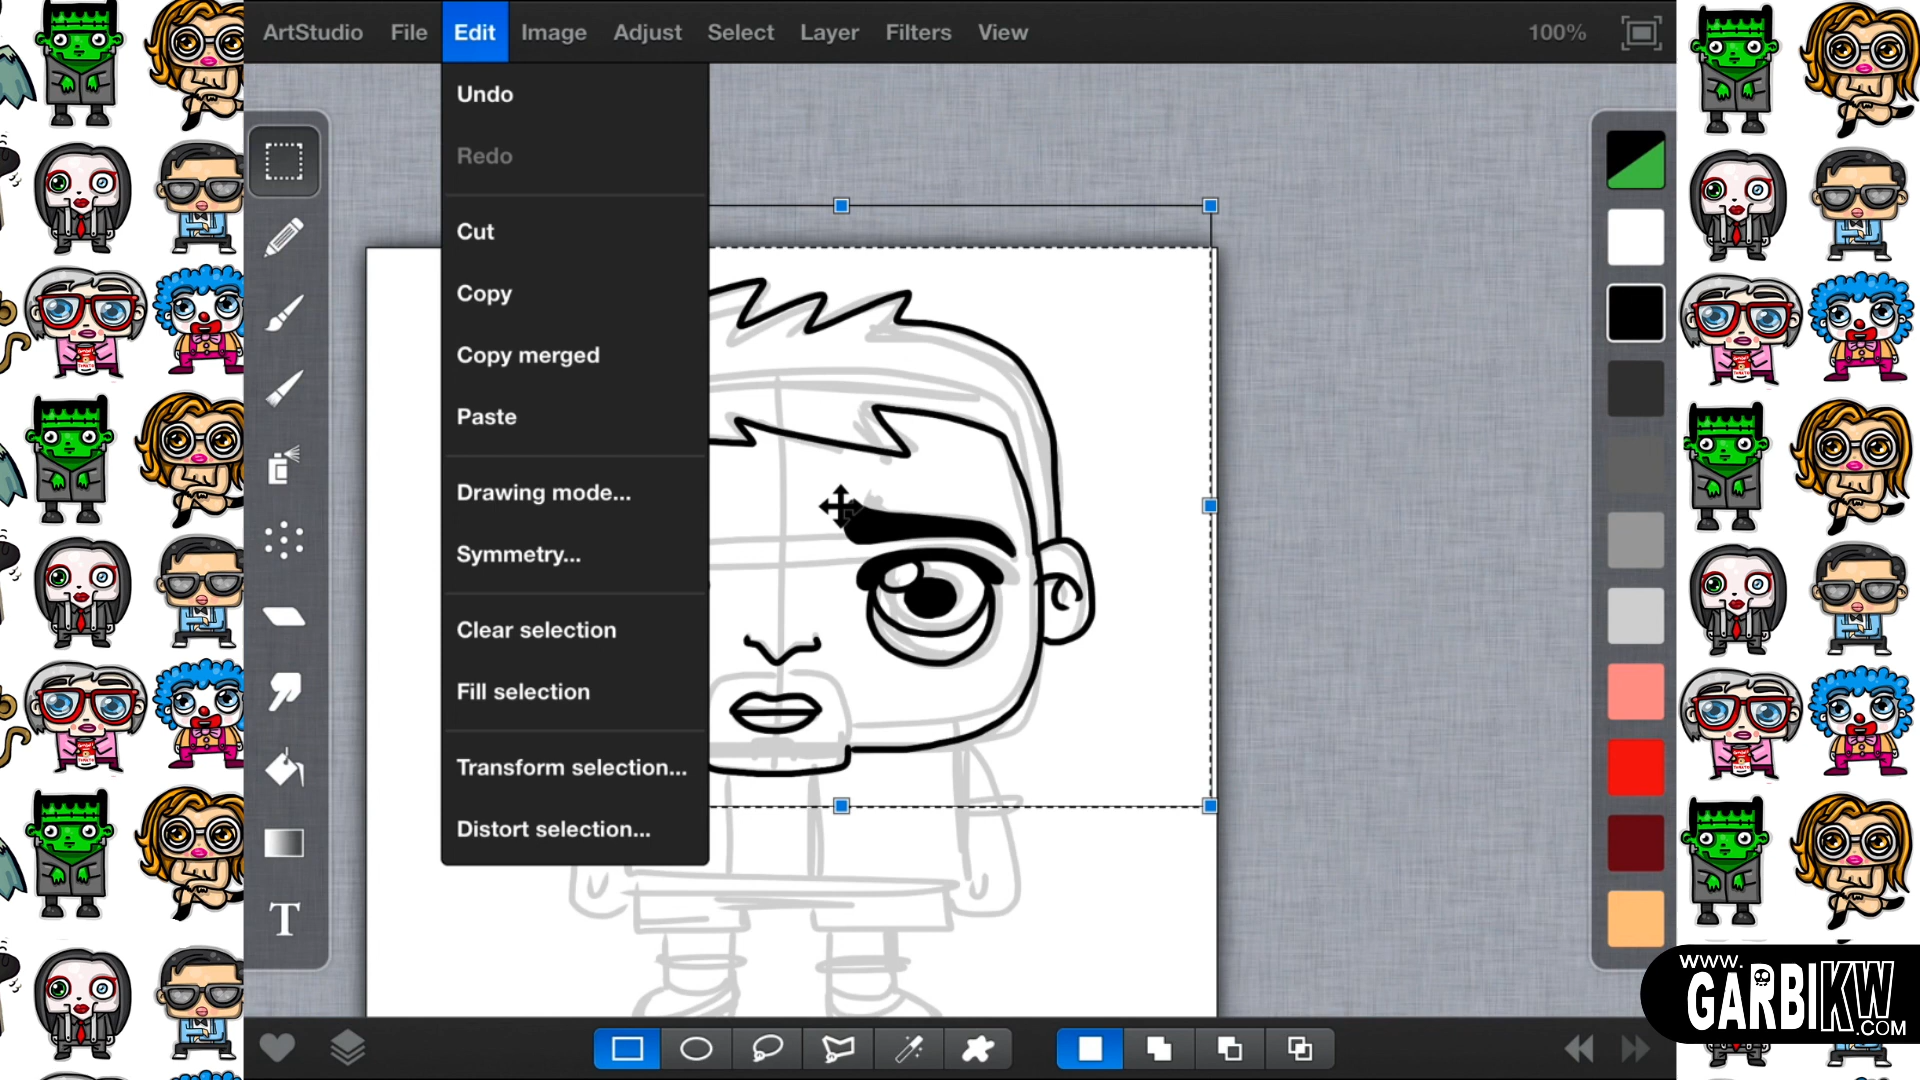 ArtStudio File Edit Image Adjust Select Layer Filters View 100%
Undo
Redo
Cut
Copy
Copy merged
Paste
Drawing mode...
Symmetry...
Clear selection
Fill selection
Transform selection...
Distort selection...
T
www.
GARBIKW
.COM